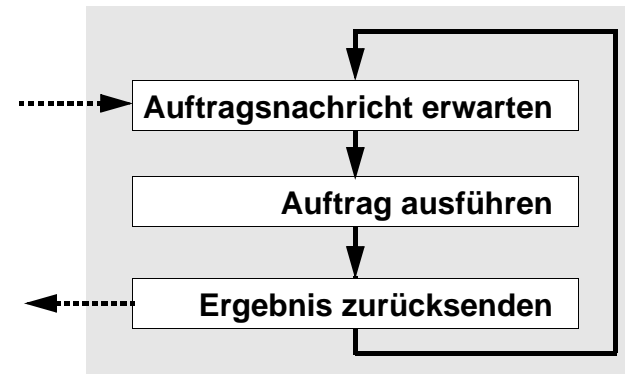 Auftragsnachricht erwarten
Auftrag ausführen
Ergebnis zurücksenden